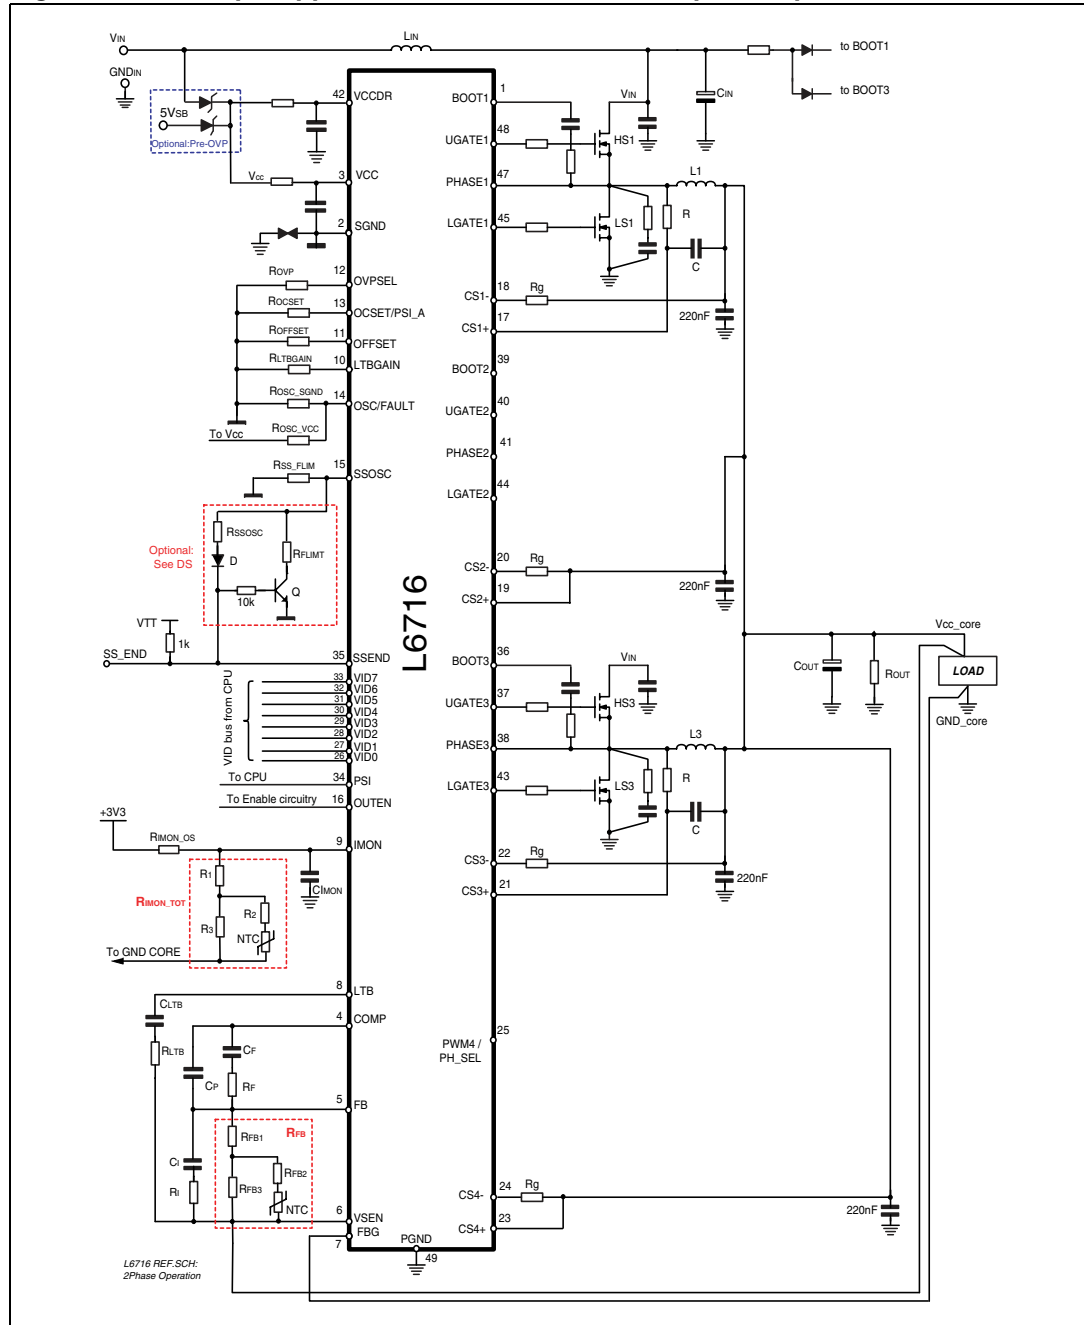 VIN
LIN
to BOOT1
GNDIN
to BOOT3
CIN
5VSB
Optional:Pre-OVP
42
VCCDR
1
BOOT1
VIN
48
UGATE1
HS1
Vcc
3
VCC
47
PHASE1
L1
2
SGND
45
LGATE1
LS1
R
C
ROVP
12
OVPSEL
ROCSET
13
OCSET/PSI_A
ROFFSET
11
OFFSET
RLTBGAIN
10
LTBGAIN
ROSC_SGND
14
OSC/FAULT
To Vcc
ROSC_VCC
18
CS1-
Rg
17
CS1+
220nF
39
BOOT2
40
UGATE2
41
PHASE2
44
LGATE2
RSS_FLIM
15
SSOSC
RSSOSC
Optional:
See DS
D
RFLIMT
10k
Q
20
CS2-
Rg
19
CS2+
220nF
L6716
VTT
1k
SS_END
35
SSEND
VID bus from CPU
33
VID7
32
VID6
31
VID5
30
VID4
29
VID3
28
VID2
27
VID1
26
VID0
To CPU
34
PSI
To Enable circuitry
16
OUTEN
36
BOOT3
VIN
37
UGATE3
HS3
38
PHASE3
L3
43
LGATE3
LS3
R
C
Vcc_core
COUT
ROUT
LOAD
GND_core
+3V3
RIMON_OS
9
IMON
R1
CIMON
RIMON_TOT
R2
R3
NTC
To GND CORE
22
CS3-
Rg
21
CS3+
220nF
8
LTB
CLTB
4
COMP
RLTB
CF
CP
RF
25
PWM4 /
PH_SEL
5
FB
RFB1
RFB
CI
RFB2
RI
RFB3
NTC
6
VSEN
FBG
7
24
CS4-
Rg
23
CS4+
220nF
PGND
49
L6716 REF.SCH:
2Phase Operation